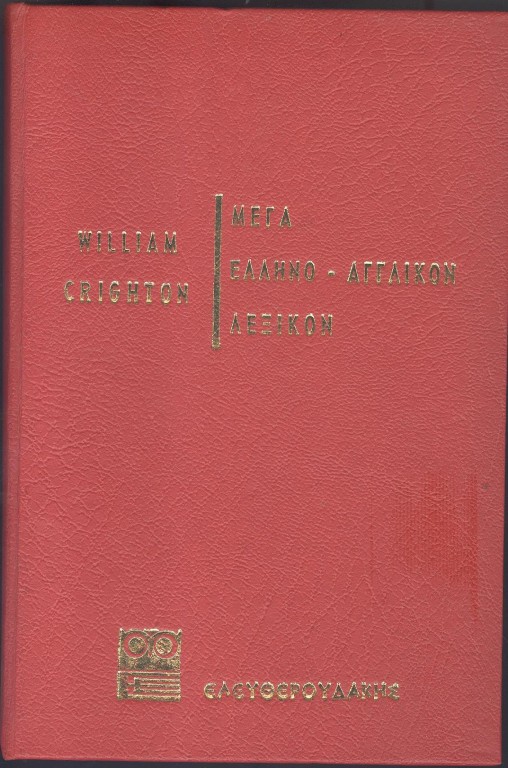 WILLIAM
CRIGHTON
ΜΕΓΑ
ΕΛΛΗΝΟ - ΑΓΓΛΙΚΟΝ
ΛΕΞΙΚΟΝ
ΕΛΕΥΘΕΡΟΥΔΑΚΗΣ